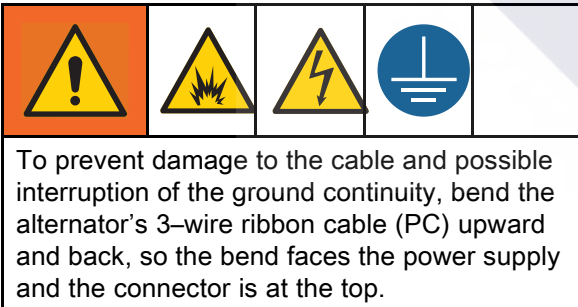 To prevent damage to the cable and possible
interruption of the ground continuity, bend the
alternator’s 3–wire ribbon cable (PC) upward
and back, so the bend faces the power supply
and the connector is at the top.